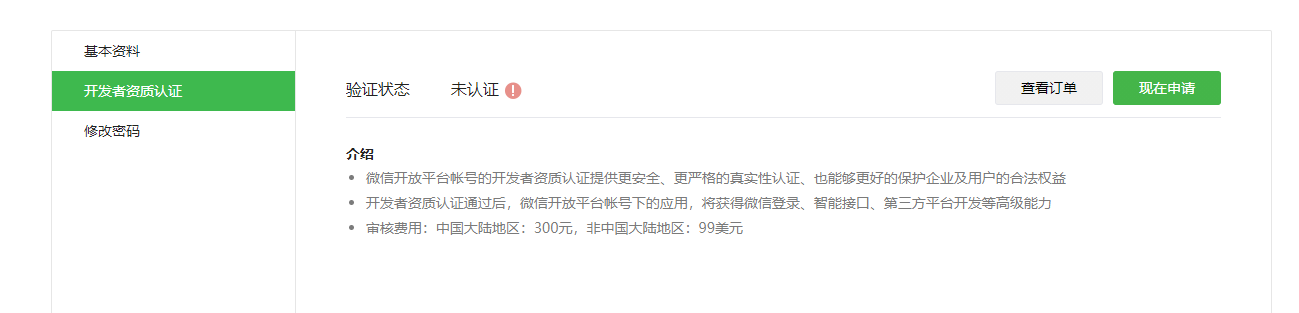 基本资料
开发者资质认证
修改密码
验证状态 未认证 查看订单 现在申请
介绍
微信开放平台帐号的开发者资质认证提供更安全、更严格的真实性认证、也能够更好的保护企业及用户的合法权益
开发者资质认证通过后，微信开放平台帐号下的应用，将获得微信登录、智能接口、第三方平台开发等高级能力
审核费用：中国大陆地区：300元，非中国大陆地区：99美元